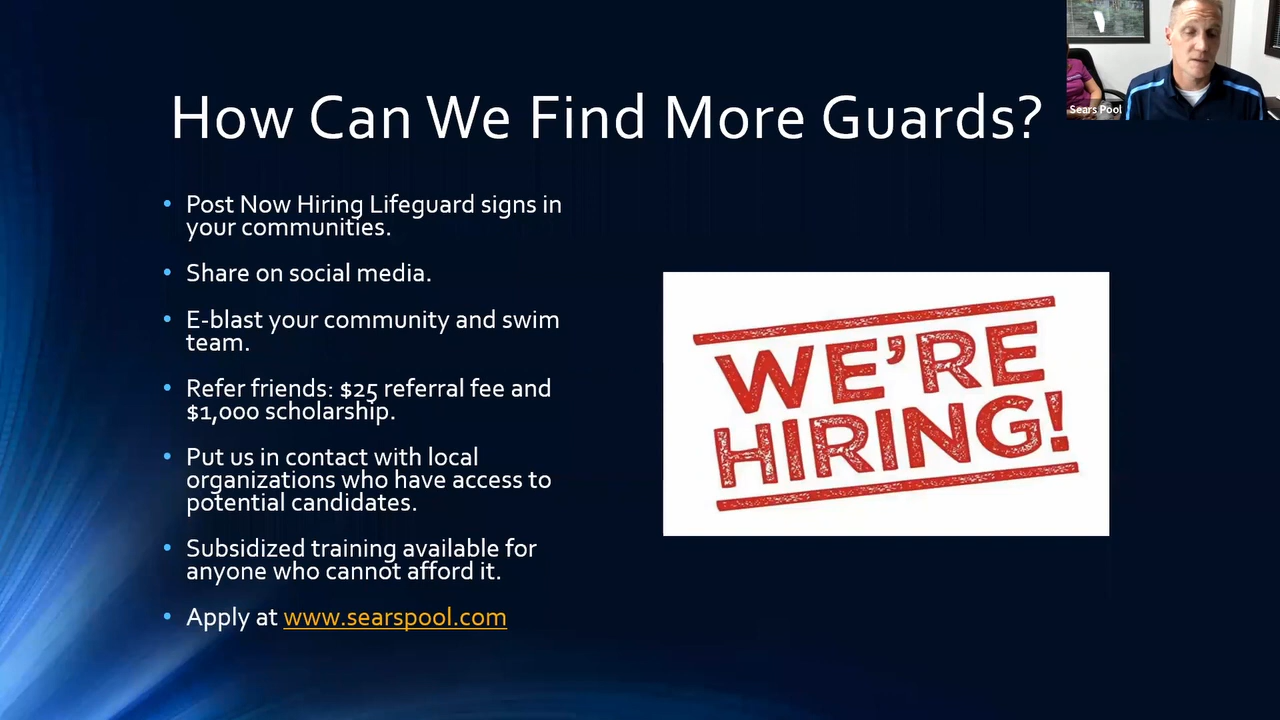 How Can We Find More Guards?
Sears Pool
Post Now Hiring Lifeguard signs in
your communities.
Share on social media.
E-blast your community and swim
team.
Refer friends: $25 referral fee and
$1,000 scholarship.
Put us in contact with local
organizations who have access to
potential candidates.
Subsidized training available for
anyone who cannot afford it.
Apply at www.searspool.com
WE'RE
HIRING!